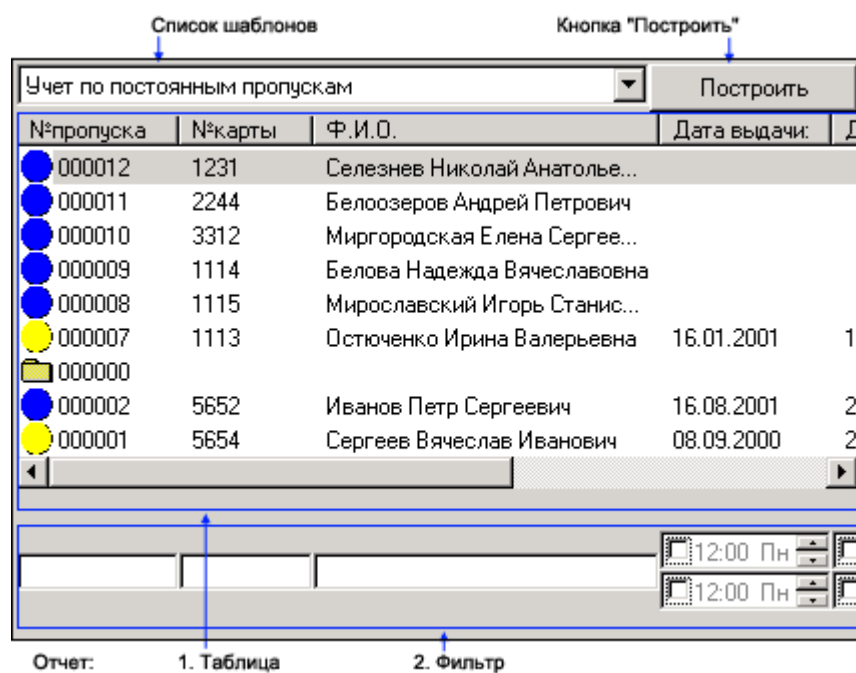 Список шаблонов Кнопка "Построить"
Учет по постоянным пропускам Построить
№пропуска №карты Ф.И.О. Дата выдачи: Д
000012 1231 Селезнев Николай Анатолье...
000011 2244 Белоозеров Андрей Петрович
000010 3312 Миргородская Елена Сергее...
000009 1114 Белова Надежда Вячеславовна
000008 1115 Мирославский Игорь Станис...
000007 1113 Остюченко Ирина Валерьевна 16.01.2001 1
000000
000002 5652 Иванов Петр Сергеевич 16.08.2001 2
000001 5654 Сергеев Вячеслав Иванович 08.09.2000 2
12:00 Пн
12:00 Пн
Отчет: 1. Таблица 2. Фильтр